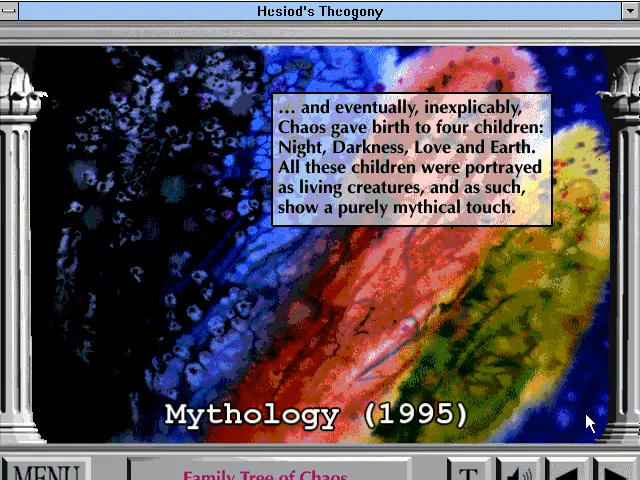 Hesiod's Theogony
... and eventually, inexplicably,
Chaos gave birth to four children:
Night, Darkness, Love and Earth.
All these children were portrayed
as living creatures, and as such,
show a purely mythical touch.
Mythology (1995)
MENU
Family Tree of Chaos
T